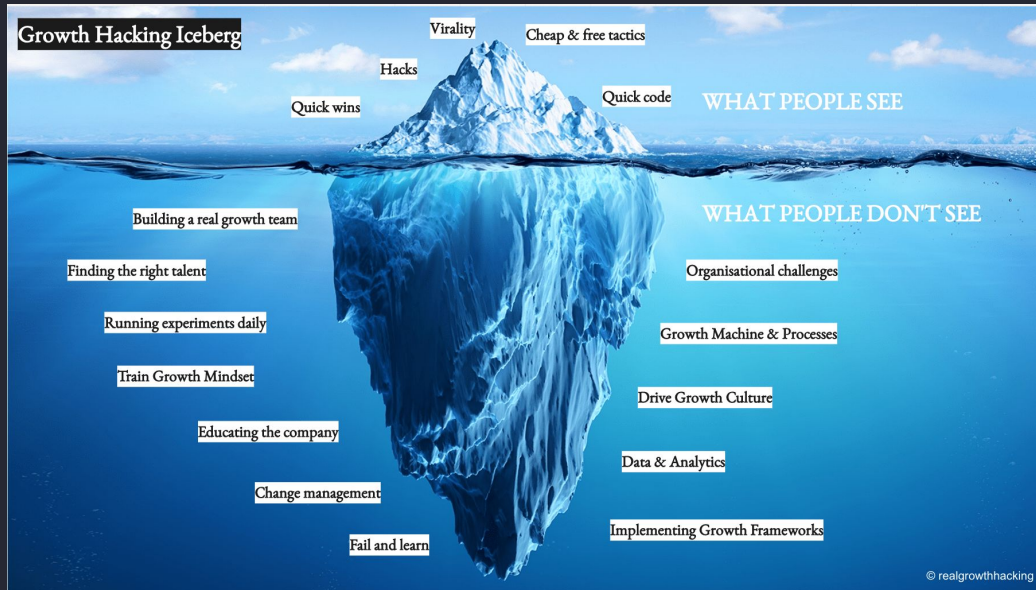 Growth Hacking Iceberg
Virality
Cheap & free tactics
Hacks
Quick wins
Quick code
WHAT PEOPLE SEE
WHAT PEOPLE DON'T SEE
Building a real growth team
Finding the right talent
Running experiments daily
Train Growth Mindset
Educating the company
Change management
Fail and learn
Organisational challenges
Growth Machine & Processes
Drive Growth Culture
Data & Analytics
Implementing Growth Frameworks
© realgrowthhacking